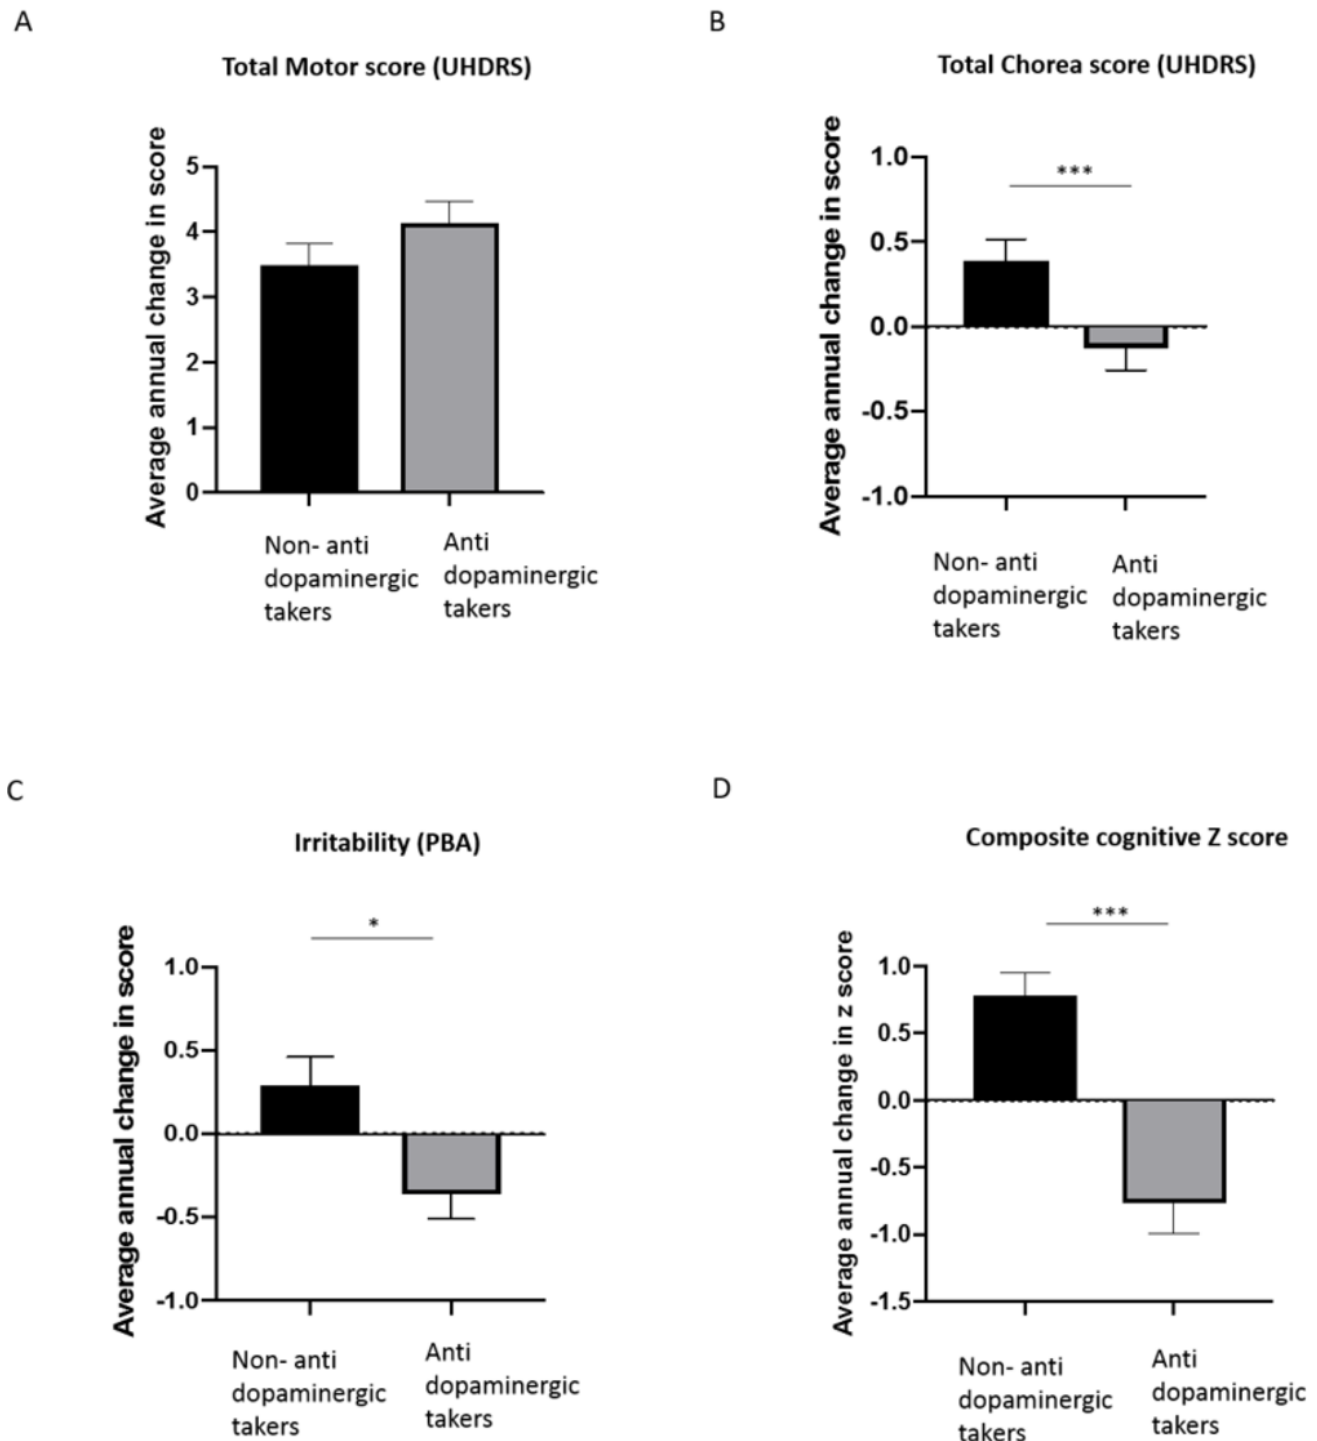 A
Total Motor score (UHDRS)
Average annual change in score
5
4
3
2
1
0
Non- anti
dopaminergic
takers
Anti
dopaminergic
takers
B
Total Chorea score (UHDRS)
Average annual change in score
1.0
0.5
0.0
-0.5
-1.0
***
Non- anti
dopaminergic
takers
Anti
dopaminergic
takers
C
Irritability (PBA)
Average annual change in score
1.0
0.5
0.0
-0.5
-1.0
*
Non- anti
dopaminergic
takers
Anti
dopaminergic
takers
D
Composite cognitive Z score
Average annual change in z score
1.0
0.5
0.0
-0.5
-1.0
-1.5
***
Non- anti
dopaminergic
takers
Anti
dopaminergic
takers